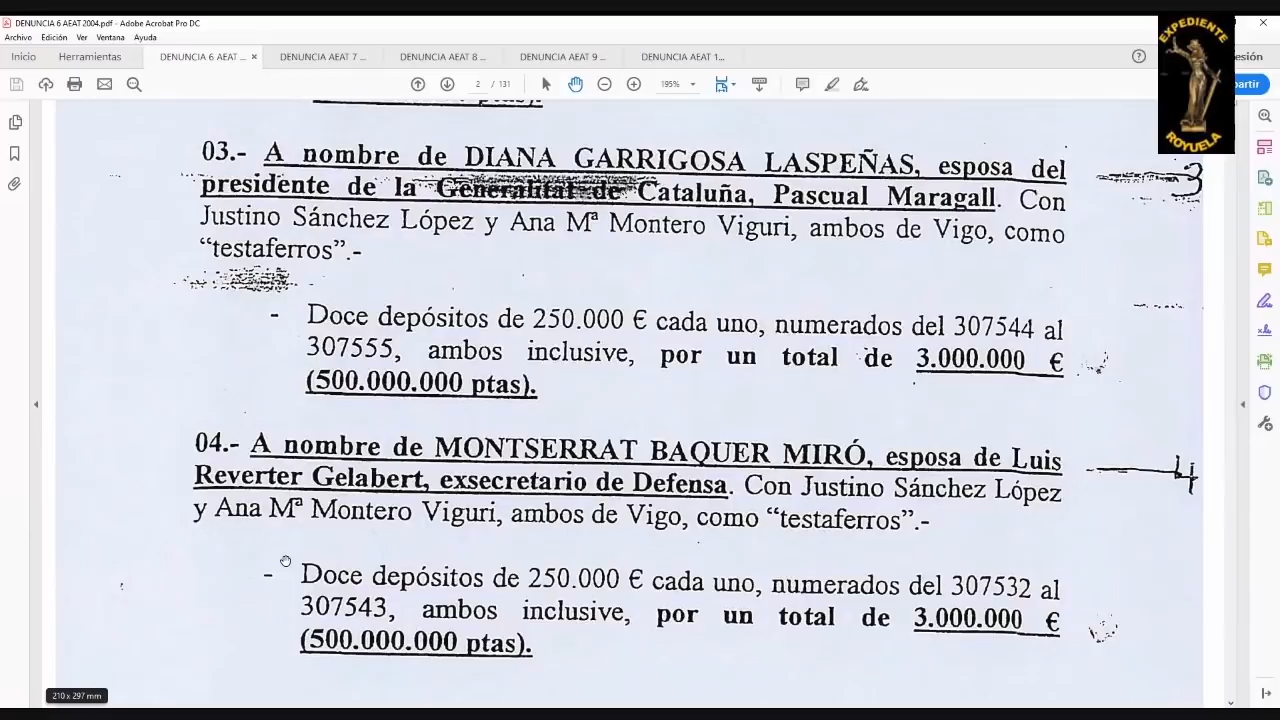 DENUNCIA 6 AEAT 2004.pdf - Adobe Acrobat Pro DC
Archivo Edición Ver Ventana Ayuda
Inicio Herramientas DENUNCIA 6 AEAT ... × DENUNCIA AEAT 7 ... DENUNCIA AEAT 8 ... DENUNCIA AEAT 9 ... DENUNCIA AEAT 1... esión
2 / 131 195% partir
EXPEDIENTE
ROYUELA
03.- A nombre de DIANA GARRIGOSA LASPEÑAS, esposa del
presidente de la Generalitat de Cataluña, Pascual Maragall. Con
Justino Sánchez López y Ana Mª Montero Viguri, ambos de Vigo, como
“testaferros”.-
3
- Doce depósitos de 250.000 € cada uno, numerados del 307544 al
307555, ambos inclusive, por un total de 3.000.000 €
(500.000.000 ptas).
04.- A nombre de MONTSERRAT BAQUER MIRÓ, esposa de Luis
Reverter Gelabert, exsecretario de Defensa. Con Justino Sánchez López
y Ana Mª Montero Viguri, ambos de Vigo, como “testaferros”.-
4
- Doce depósitos de 250.000 € cada uno, numerados del 307532 al
307543, ambos inclusive, por un total de 3.000.000 €
(500.000.000 ptas).
210 x 297 mm